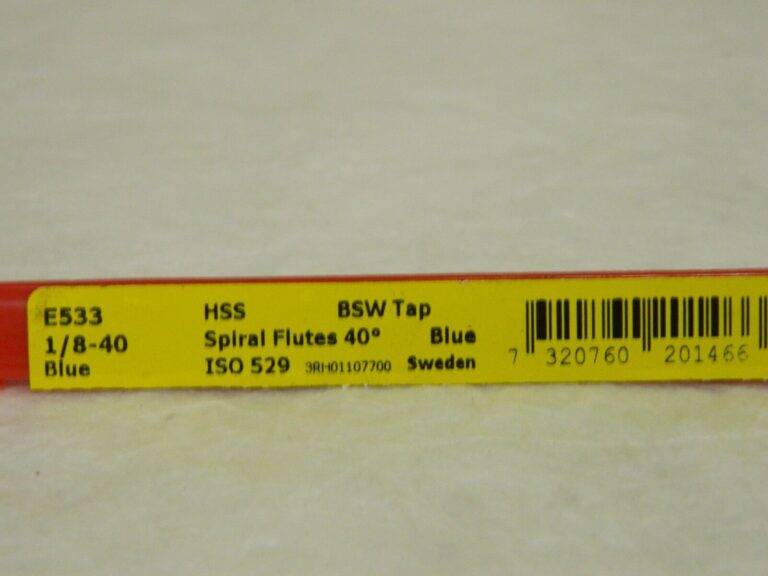 E533 HSS BSW Tap
1/8-40 Spiral Flutes 40° Blue
Blue ISO 529 3RH01107700 Sweden
7 320760 201466